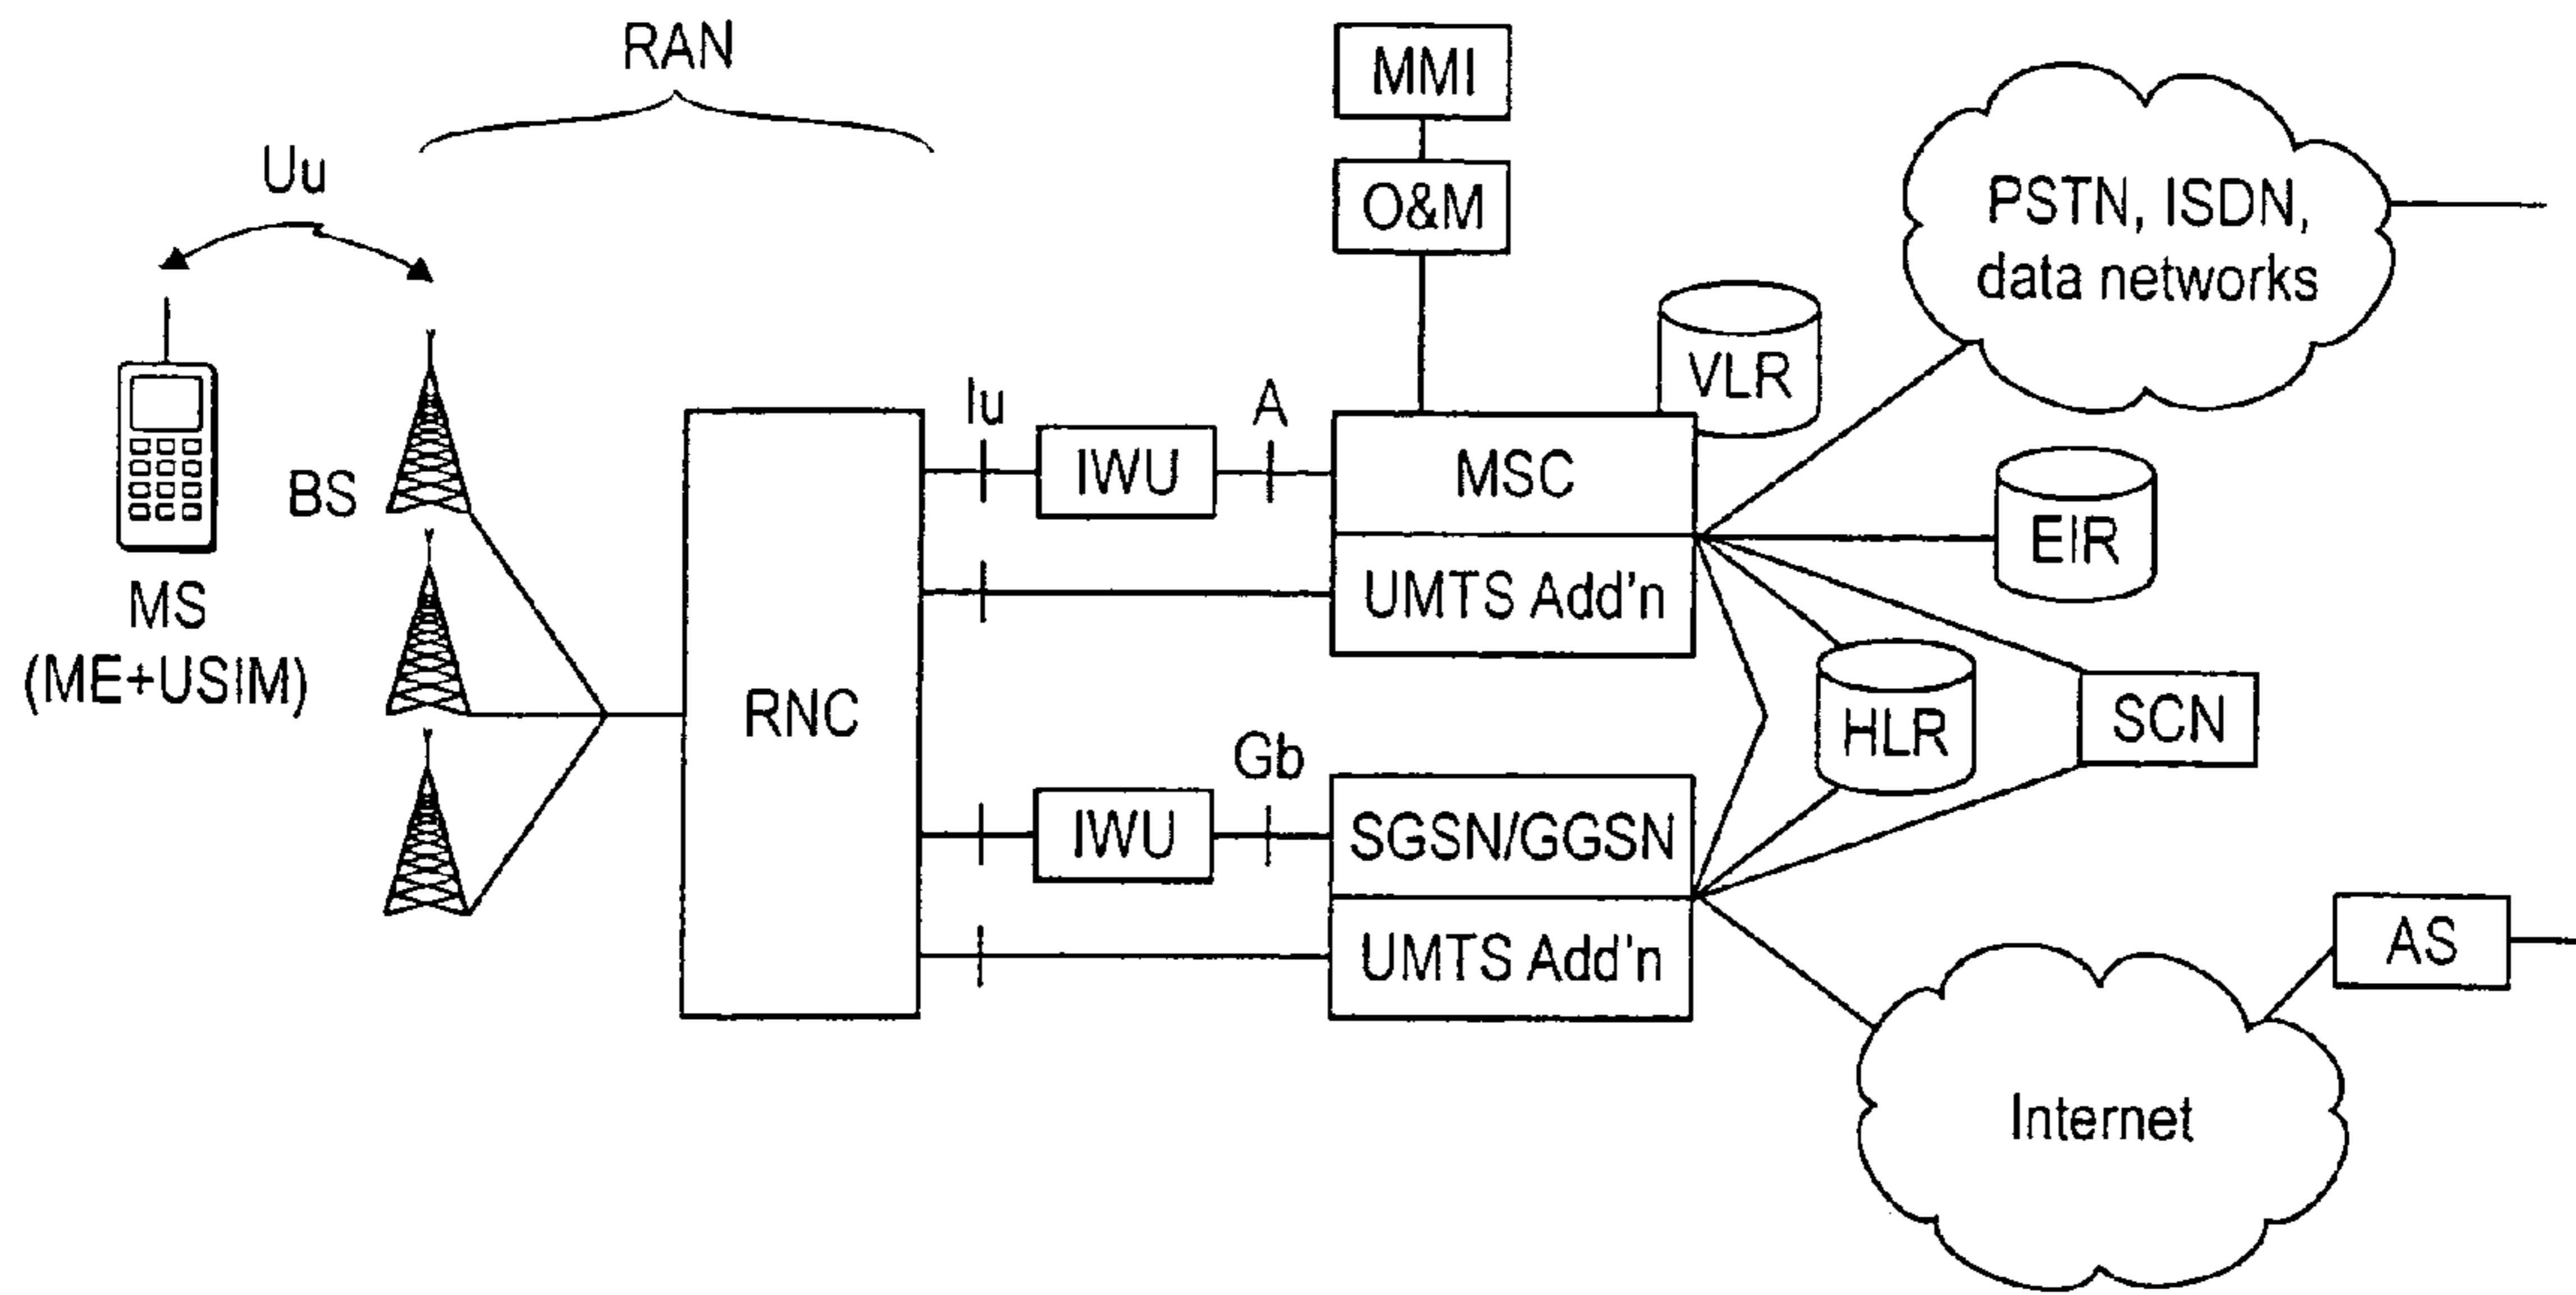 RAN
MMI
Uu
O&M
PSTN, ISDN,
data networks
VLR
Iu
A
BS
IWU
MSC
EIR
MS
(ME+USIM)
UMTS Add'n
RNC
HLR
SCN
Gb
IWU
SGSN/GGSN
UMTS Add'n
AS
Internet